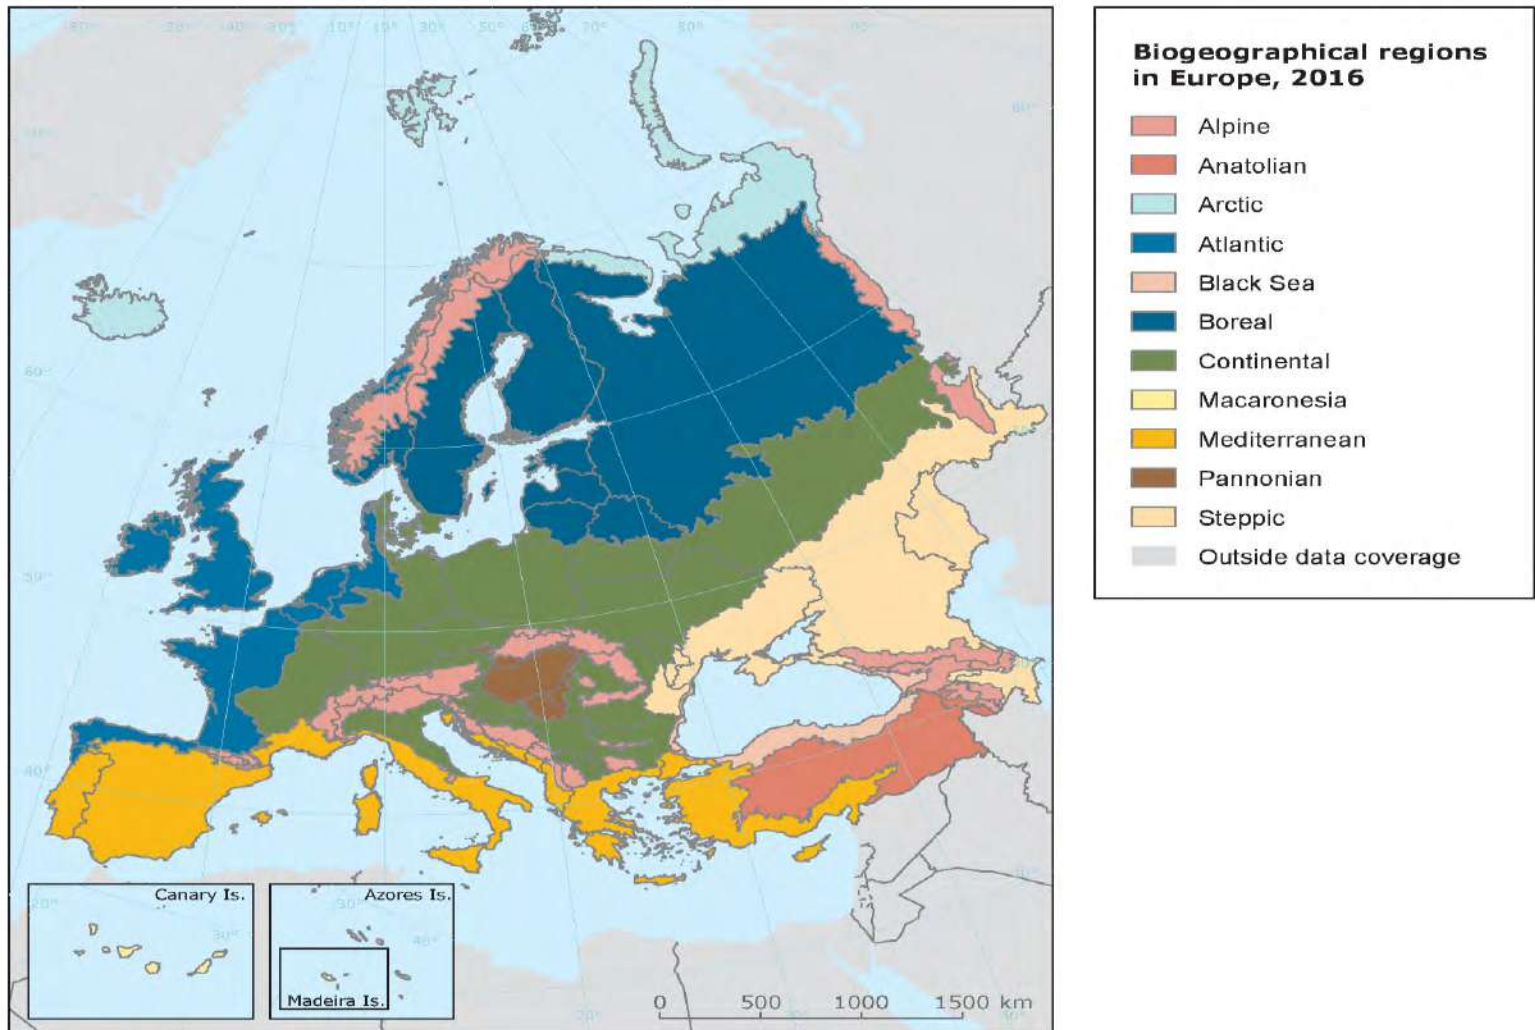 Biogeographical regions
in Europe, 2016
Alpine
Anatolian
Arctic
Atlantic
Black Sea
Boreal
Continental
Macaronesia
Mediterranean
Pannonian
Steppic
Outside data coverage
Canary Is.
Azores Is.
Madeira Is.
0 500 1000 1500 km